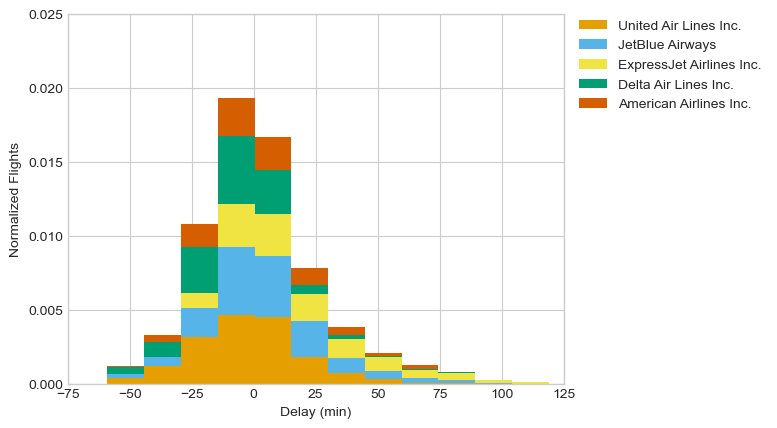 0.025
0.020
0.015
0.010
0.005
0.000
Normalized Flights
−75 −50 −25 0 25 50 75 100 125
Delay (min)
United Air Lines Inc.
JetBlue Airways
ExpressJet Airlines Inc.
Delta Air Lines Inc.
American Airlines Inc.